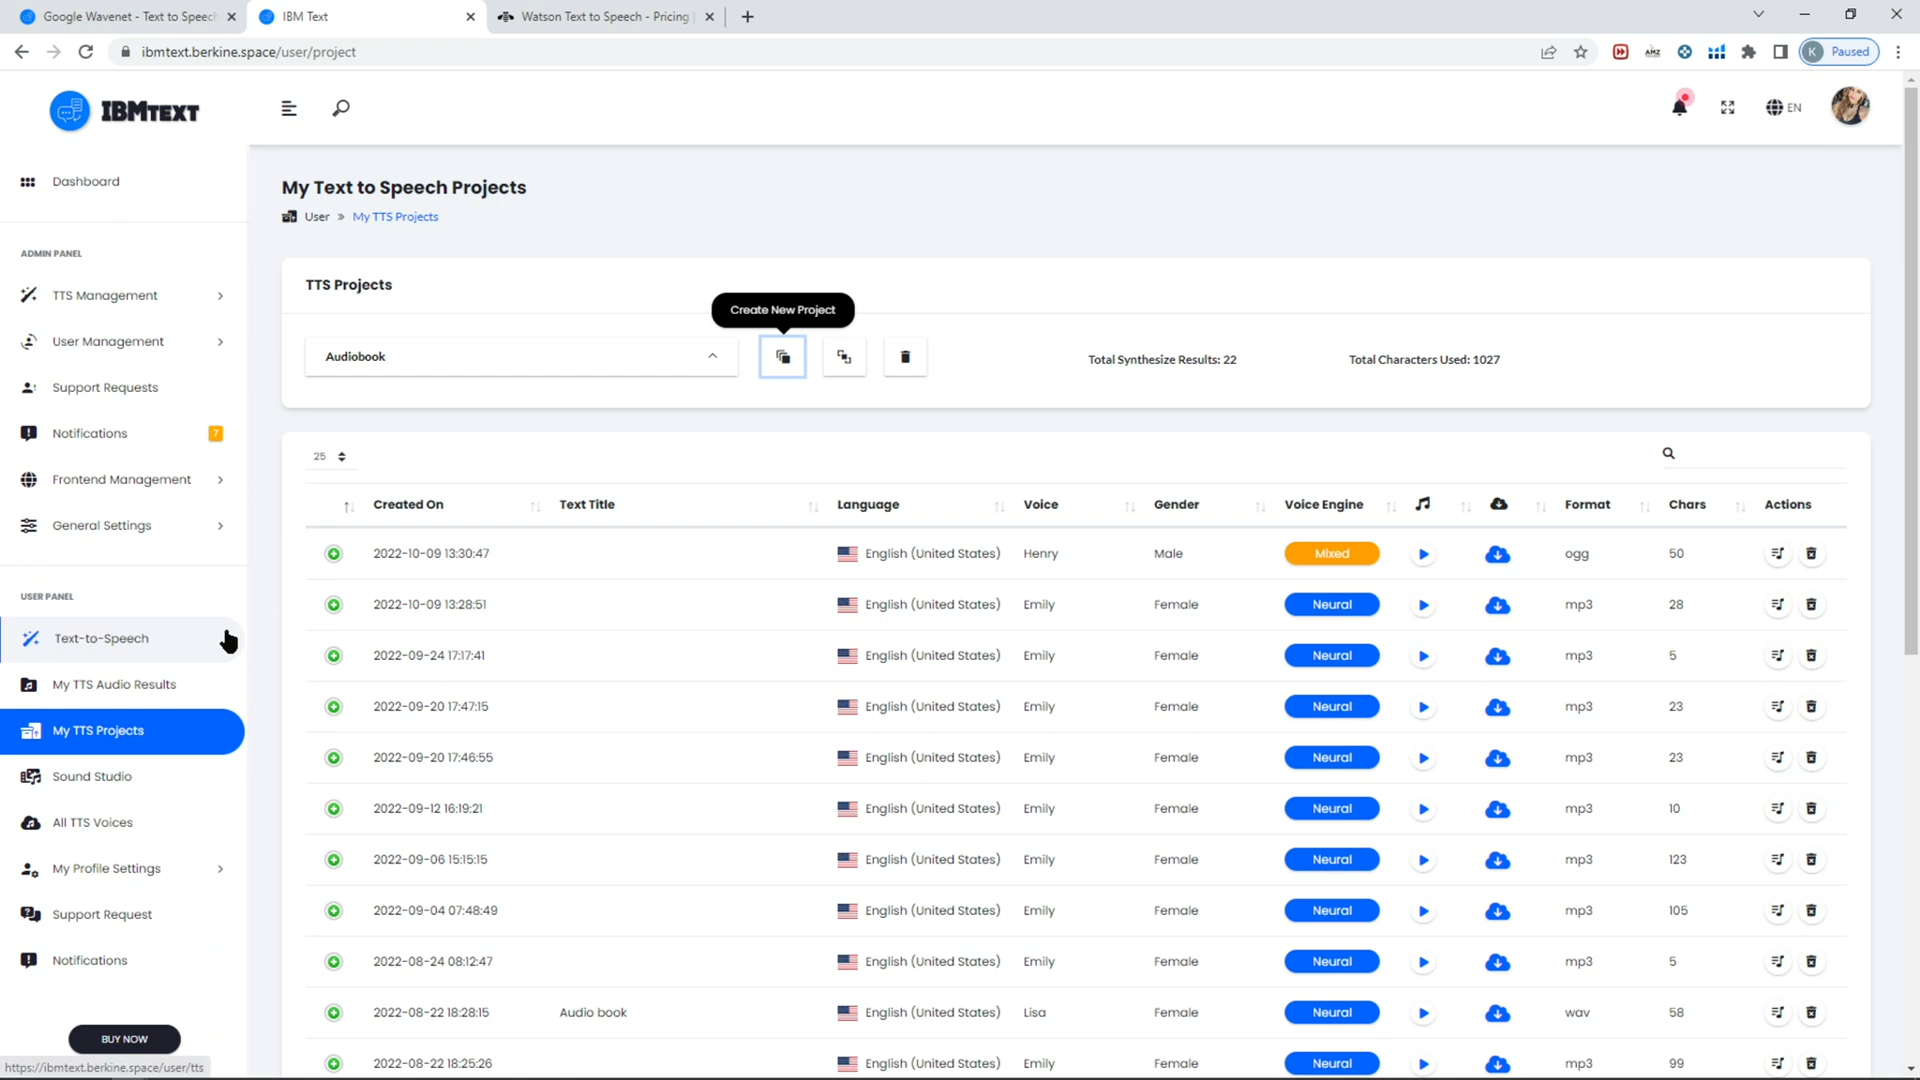 Google Wavenet - Text to Speech
IBM Text
Watson Text to Speech - Pricing
ibmtext.berkine.space/user/project
AMZ
K Paused
IBMTEXT
EN
Dashboard
ADMIN PANEL
TTS Management
User Management
Support Requests
Notifications 7
Frontend Management
General Settings
USER PANEL
Text-to-Speech
My TTS Audio Results
My TTS Projects
Sound Studio
All TTS Voices
My Profile Settings
Support Request
Notifications
BUY NOW
https://ibmtext.berkine.space/user/tts
My Text to Speech Projects
User » My TTS Projects
TTS Projects
Create New Project
Audiobook
Total Synthesize Results: 22
Total Characters Used: 1027
25
Created On Text Title Language Voice Gender Voice Engine Format Chars Actions
2022-10-09 13:30:47 English (United States) Henry Male Mixed ogg 50
2022-10-09 13:28:51 English (United States) Emily Female Neural mp3 28
2022-09-24 17:17:41 English (United States) Emily Female Neural mp3 5
2022-09-20 17:47:15 English (United States) Emily Female Neural mp3 23
2022-09-20 17:46:55 English (United States) Emily Female Neural mp3 23
2022-09-12 16:19:21 English (United States) Emily Female Neural mp3 10
2022-09-06 15:15:15 English (United States) Emily Female Neural mp3 123
2022-09-04 07:48:49 English (United States) Emily Female Neural mp3 105
2022-08-24 08:12:47 English (United States) Emily Female Neural mp3 5
2022-08-22 18:28:15 Audio book English (United States) Lisa Female Neural wav 58
2022-08-22 18:25:26 English (United States) Emily Female Neural mp3 99